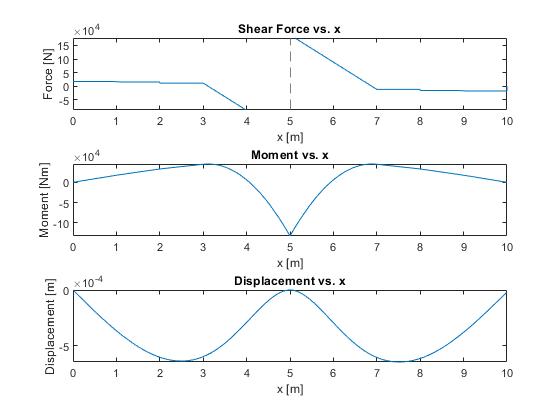 Shear Force vs. x
×10⁴
Force [N]
15
10
5
0
-5
0 1 2 3 4 5 6 7 8 9 10
x [m]
Moment vs. x
×10⁴
Moment [Nm]
0
-5
-10
0 1 2 3 4 5 6 7 8 9 10
x [m]
Displacement vs. x
×10⁻⁴
Displacement [m]
0
-5
0 1 2 3 4 5 6 7 8 9 10
x [m]